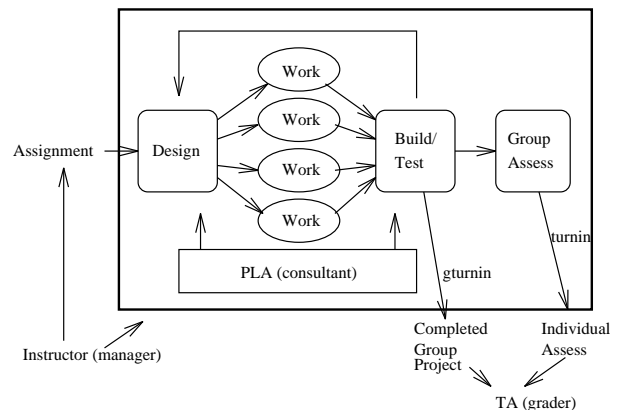 Work
Work
Work
Work
Assignment
Design
Build/
Test
Group
Assess
PLA (consultant)
gturnin
turnin
Instructor (manager)
Completed
Group
Project
Individual
Assess
TA (grader)